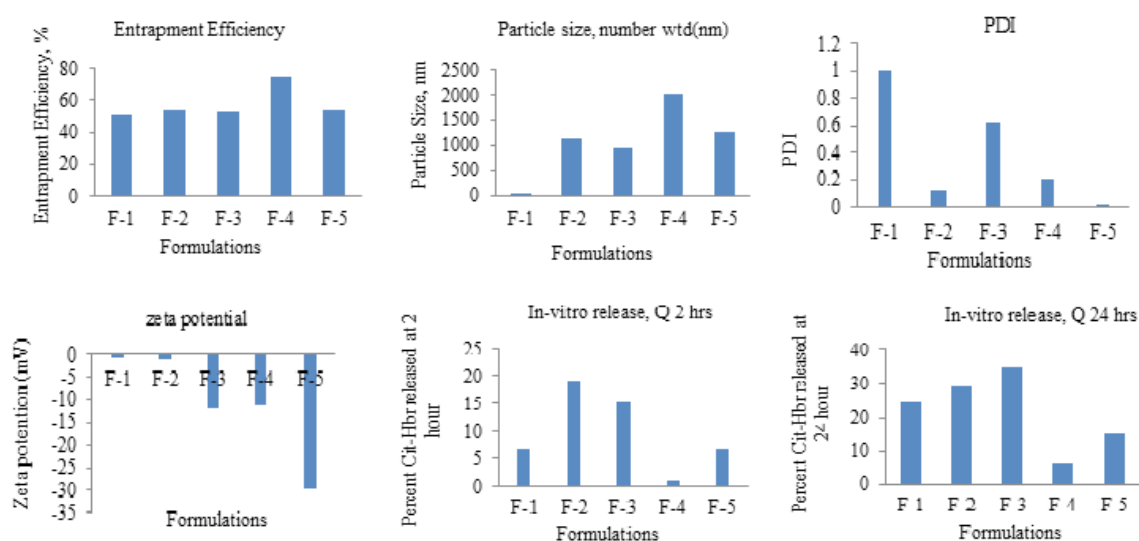 Entrapment Efficiency
Entrapment Efficiency, %
80
60
40
20
0
F-1 F-2 F-3 F-4 F-5
Formulations
Particle size, number wtd(nm)
Particle Size, nm
2500
2000
1500
1000
500
0
F-1 F-2 F-3 F-4 F-5
Formulations
PDI
PDI
1.2
1
0.8
0.6
0.4
0.2
0
F-1 F-2 F-3 F-4 F-5
Formulations
zeta potential
Zeta potention (mV)
0
-5
-10
-15
-20
-25
-30
-35
F-1 F-2 F-3 F-4 F-5
Formulations
In-vitro release, Q 2 hrs
Percent Cit-Hbr released at 2
hour
25
20
15
10
5
0
F-1 F-2 F-3 F-4 F-5
Formulations
In-vitro release, Q 24 hrs
Percent Cit-Hbr released at
24 hour
40
30
20
10
0
F 1 F 2 F 3 F 4 F 5
Formulations